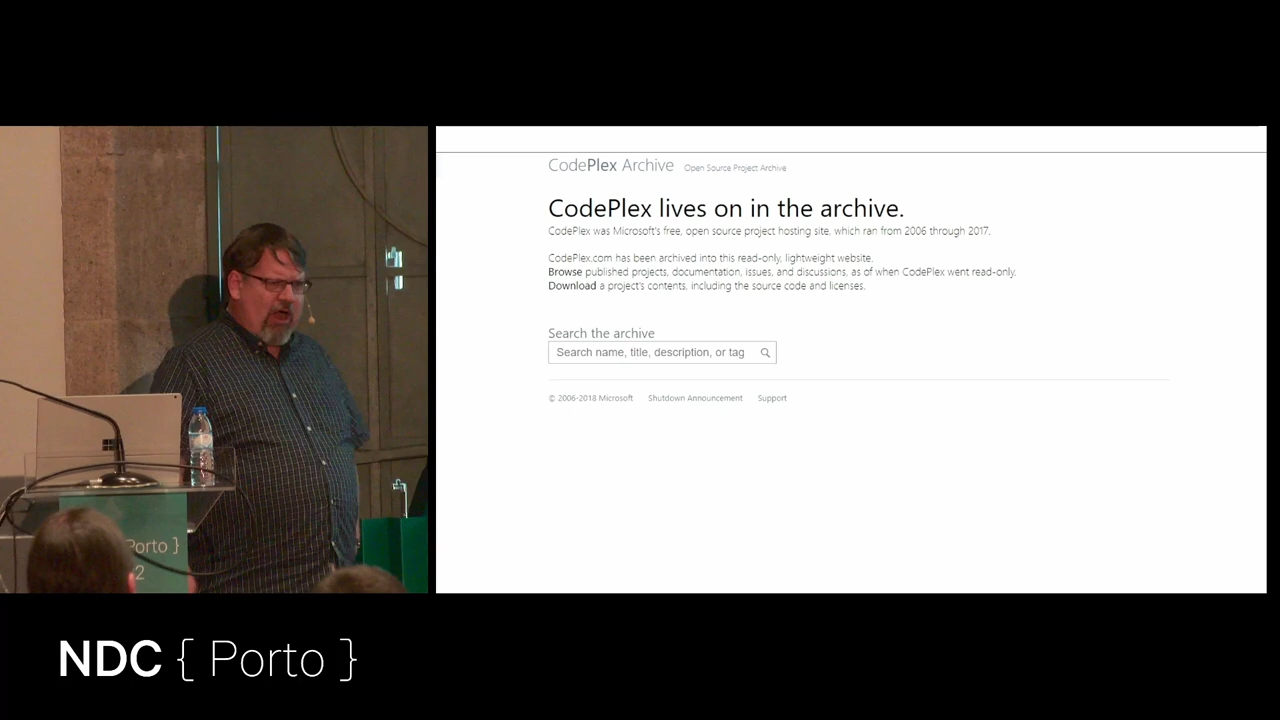 CodePlex Archive Open Source Project Archive
CodePlex lives on in the archive.
CodePlex was Microsoft's free, open source project hosting site, which ran from 2006 through 2017.
CodePlex.com has been archived into this read-only, lightweight website.
Browse published projects, documentation, issues, and discussions, as of when CodePlex went read-only.
Download a project's contents, including the source code and licenses.
Search the archive
Search name, title, description, or tag
© 2006-2018 Microsoft Shutdown Announcement Support
Porto }
2
NDC { Porto }